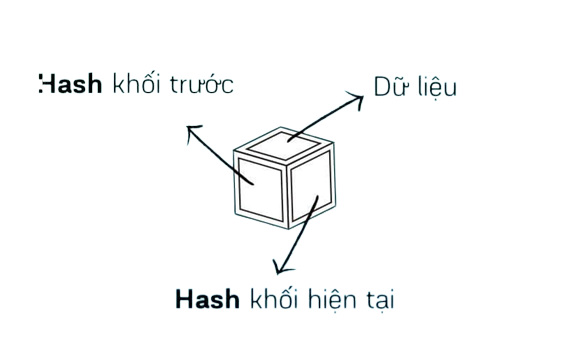 Hash khối trước
Dữ liệu
Hash khối hiện tại